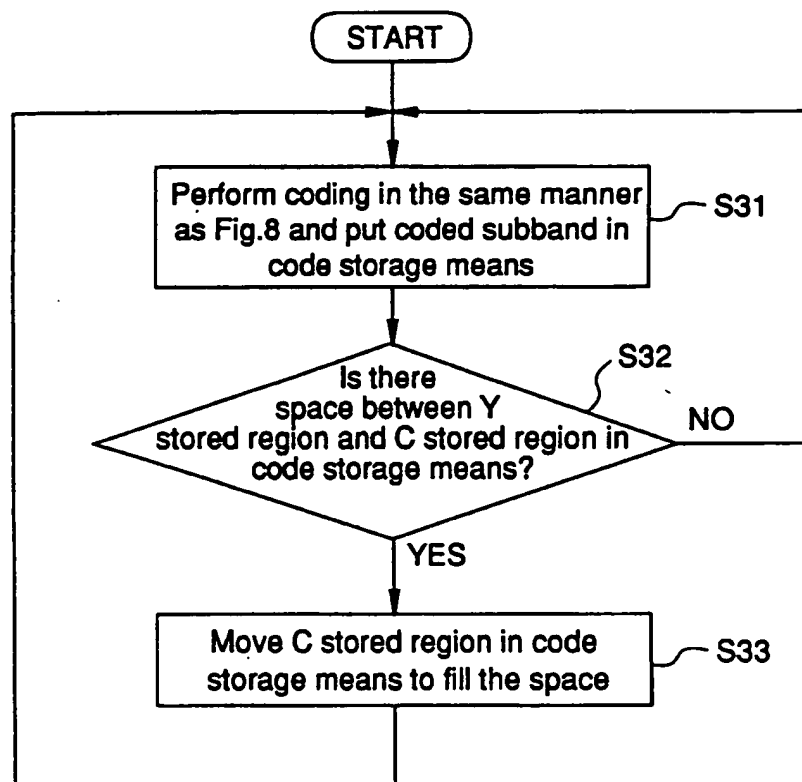 START
Perform coding in the same manner
as Fig.8 and put coded subband in
code storage means
S31
Is there
space between Y
stored region and C stored region in
code storage means?
S32
NO
YES
Move C stored region in code
storage means to fill the space
S33